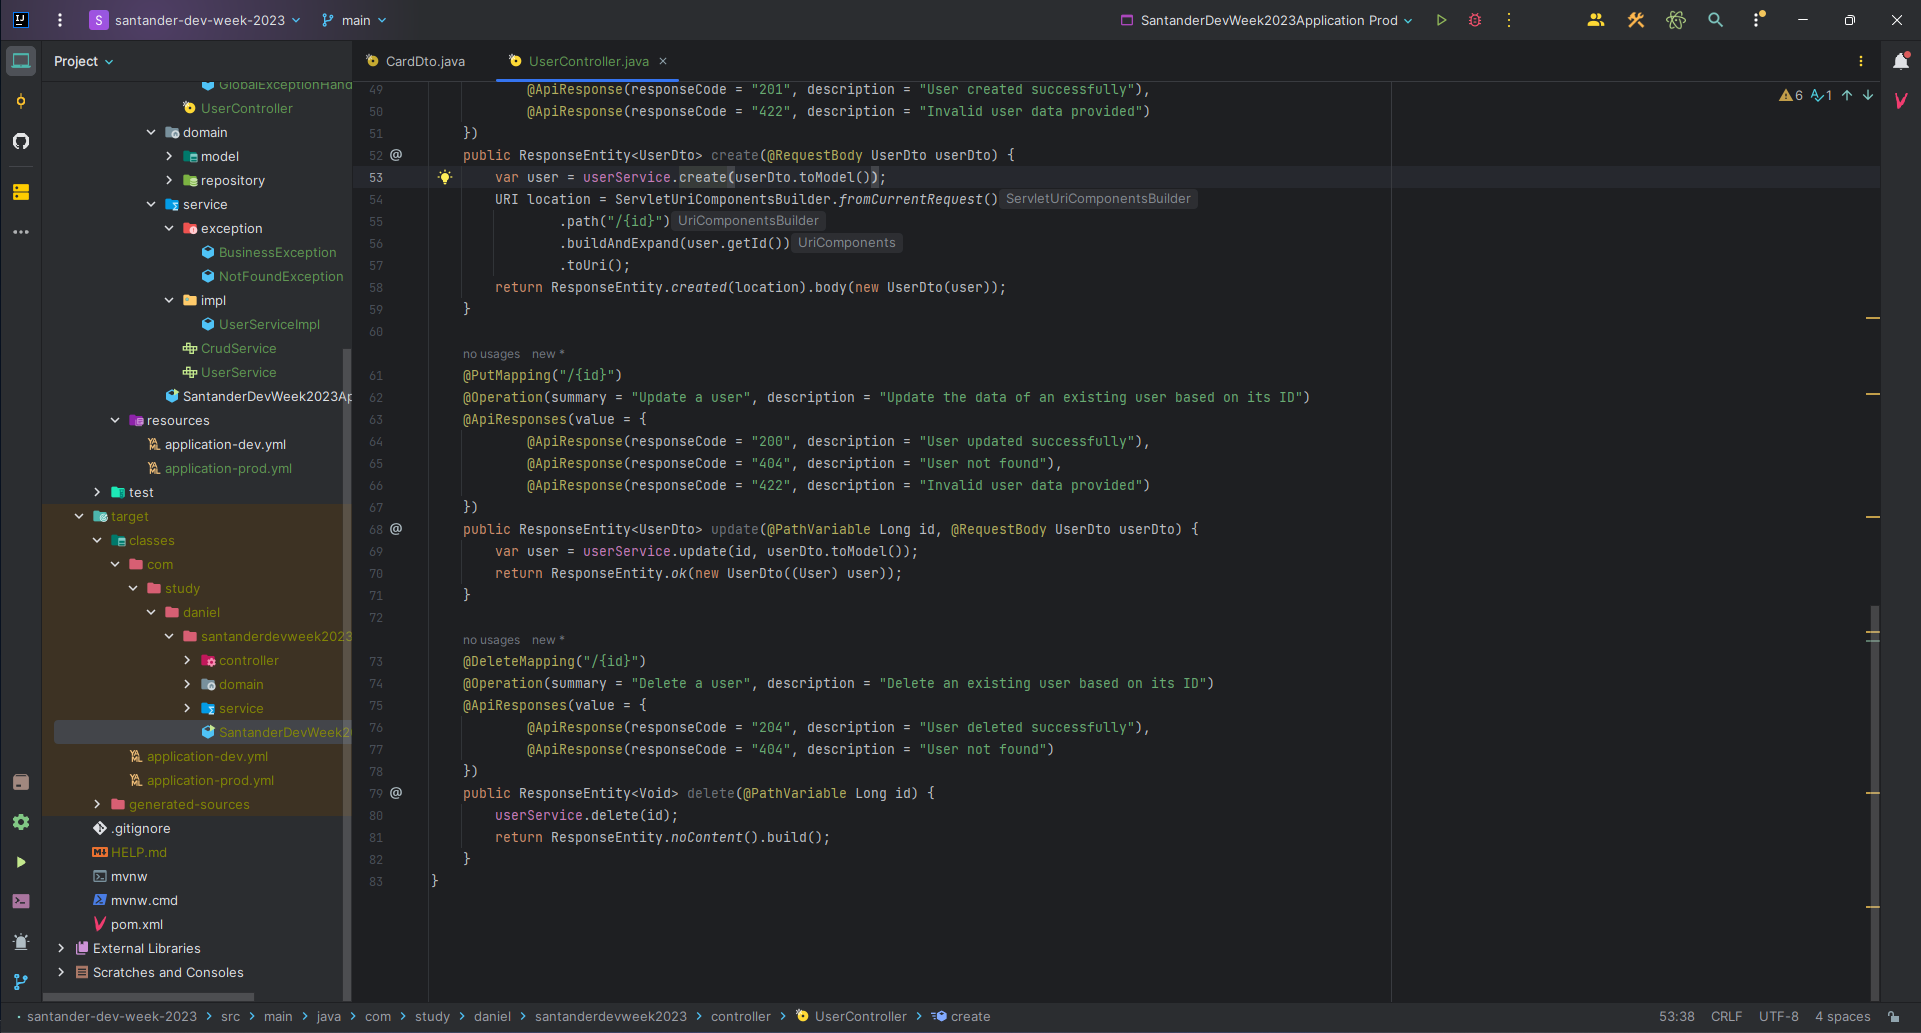 S santander-dev-week-2023 main SantanderDevWeek2023Application Prod
Project
CardDto.java UserController.java
GlobalExceptionHand
UserController
domain
model
repository
service
exception
BusinessException
NotFoundException
impl
UserServiceImpl
CrudService
UserService
SantanderDevWeek2023Ap
resources
application-dev.yml
application-prod.yml
test
target
classes
com
study
daniel
santanderdevweek2023
controller
domain
service
SantanderDevWeek2
application-dev.yml
application-prod.yml
generated-sources
.gitignore
HELP.md
mvnw
mvnw.cmd
pom.xml
External Libraries
Scratches and Consoles
6 1
49 @ApiResponse(responseCode = "201", description = "User created successfully"),
50 @ApiResponse(responseCode = "422", description = "Invalid user data provided")
51 })
52 @ public ResponseEntity<UserDto> create(@RequestBody UserDto userDto) {
53 var user = userService.create(userDto.toModel());
54 URI location = ServletUriComponentsBuilder.fromCurrentRequest() ServletUriComponentsBuilder
55 .path("/{id}") UriComponentsBuilder
56 .buildAndExpand(user.getId()) UriComponents
57 .toUri();
58 return ResponseEntity.created(location).body(new UserDto(user));
59 }
60
no usages new *
61 @PutMapping("/{id}")
62 @Operation(summary = "Update a user", description = "Update the data of an existing user based on its ID")
63 @ApiResponses(value = {
64 @ApiResponse(responseCode = "200", description = "User updated successfully"),
65 @ApiResponse(responseCode = "404", description = "User not found"),
66 @ApiResponse(responseCode = "422", description = "Invalid user data provided")
67 })
68 @ public ResponseEntity<UserDto> update(@PathVariable Long id, @RequestBody UserDto userDto) {
69 var user = userService.update(id, userDto.toModel());
70 return ResponseEntity.ok(new UserDto((User) user));
71 }
72
no usages new *
73 @DeleteMapping("/{id}")
74 @Operation(summary = "Delete a user", description = "Delete an existing user based on its ID")
75 @ApiResponses(value = {
76 @ApiResponse(responseCode = "204", description = "User deleted successfully"),
77 @ApiResponse(responseCode = "404", description = "User not found")
78 })
79 @ public ResponseEntity<Void> delete(@PathVariable Long id) {
80 userService.delete(id);
81 return ResponseEntity.noContent().build();
82 }
83 }
santander-dev-week-2023 > src > main > java > com > study > daniel > santanderdevweek2023 > controller > UserController > create 53:38 CRLF UTF-8 4 spaces